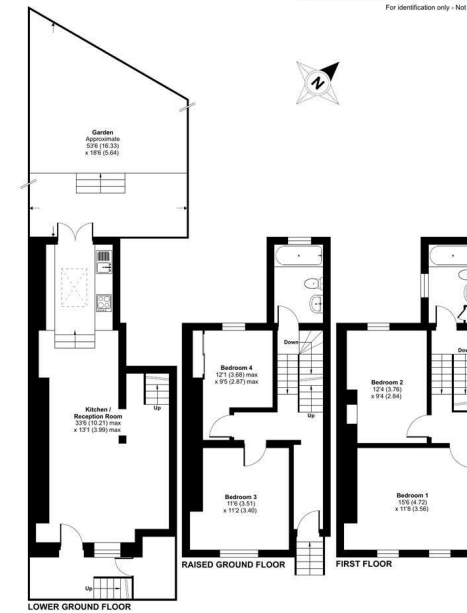 For identification only - Not
N
Garden
Approximate
53'6 (16.33)
x 18'6 (5.64)
Kitchen /
Reception Room
33'6 (10.21) max
x 13'1 (3.99) max
Up
Up
LOWER GROUND FLOOR
Down
Bedroom 4
12'1 (3.68) max
x 9'5 (2.87) max
Up
Bedroom 3
11'6 (3.51)
x 11'2 (3.40)
RAISED GROUND FLOOR
Dow
Bedroom 2
12'4 (3.76)
x 9'4 (2.84)
Bedroom 1
15'6 (4.72)
x 11'8 (3.56)
FIRST FLOOR